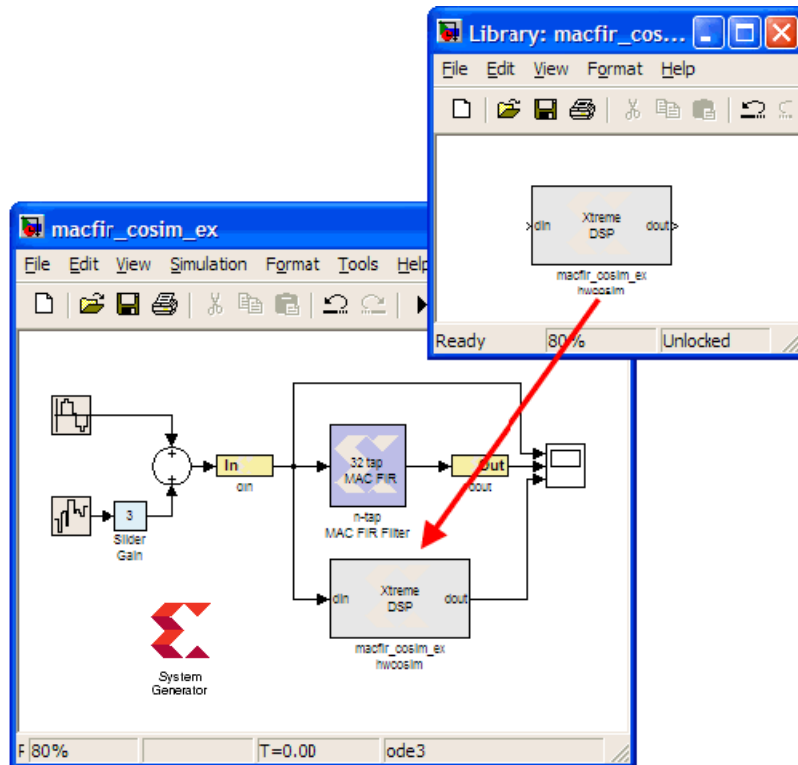 Library: macfir_cos...
File Edit View Format Help
din
Xtreme
DSP
dout
macfir_cosim_ex
hwcosim
Ready 80% Unlocked
macfir_cosim_ex
File Edit View Simulation Format Tools Help
In
din
32 tap
MAC FIR
n-tap
MAC FIR Filter
Out
dout
3
Slider
Gain
din
Xtreme
DSP
dout
macfir_cosim_ex
hwcosim
System
Generator
F 80% T=0.00 ode3